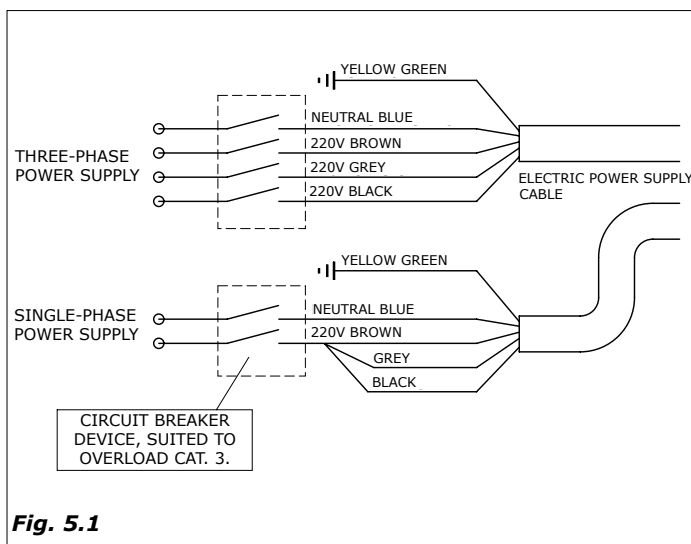 YELLOW GREEN
NEUTRAL BLUE
220V BROWN
220V GREY
220V BLACK
THREE-PHASE
POWER SUPPLY
ELECTRIC POWER SUPPLY
CABLE
YELLOW GREEN
NEUTRAL BLUE
220V BROWN
GREY
BLACK
SINGLE-PHASE
POWER SUPPLY
CIRCUIT BREAKER
DEVICE, SUITED TO
OVERLOAD CAT. 3.
Fig. 5.1